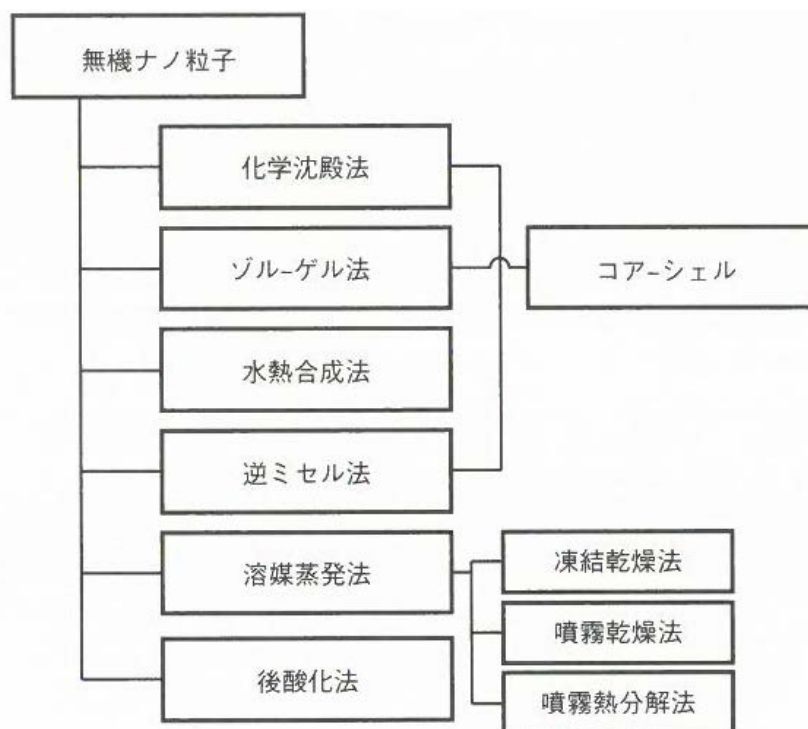 無機ナノ粒子
化学沈殿法
ゾル-ゲル法
コア-シェル
水熱合成法
逆ミセル法
溶媒蒸発法
凍結乾燥法
噴霧乾燥法
後酸化法
噴霧熱分解法